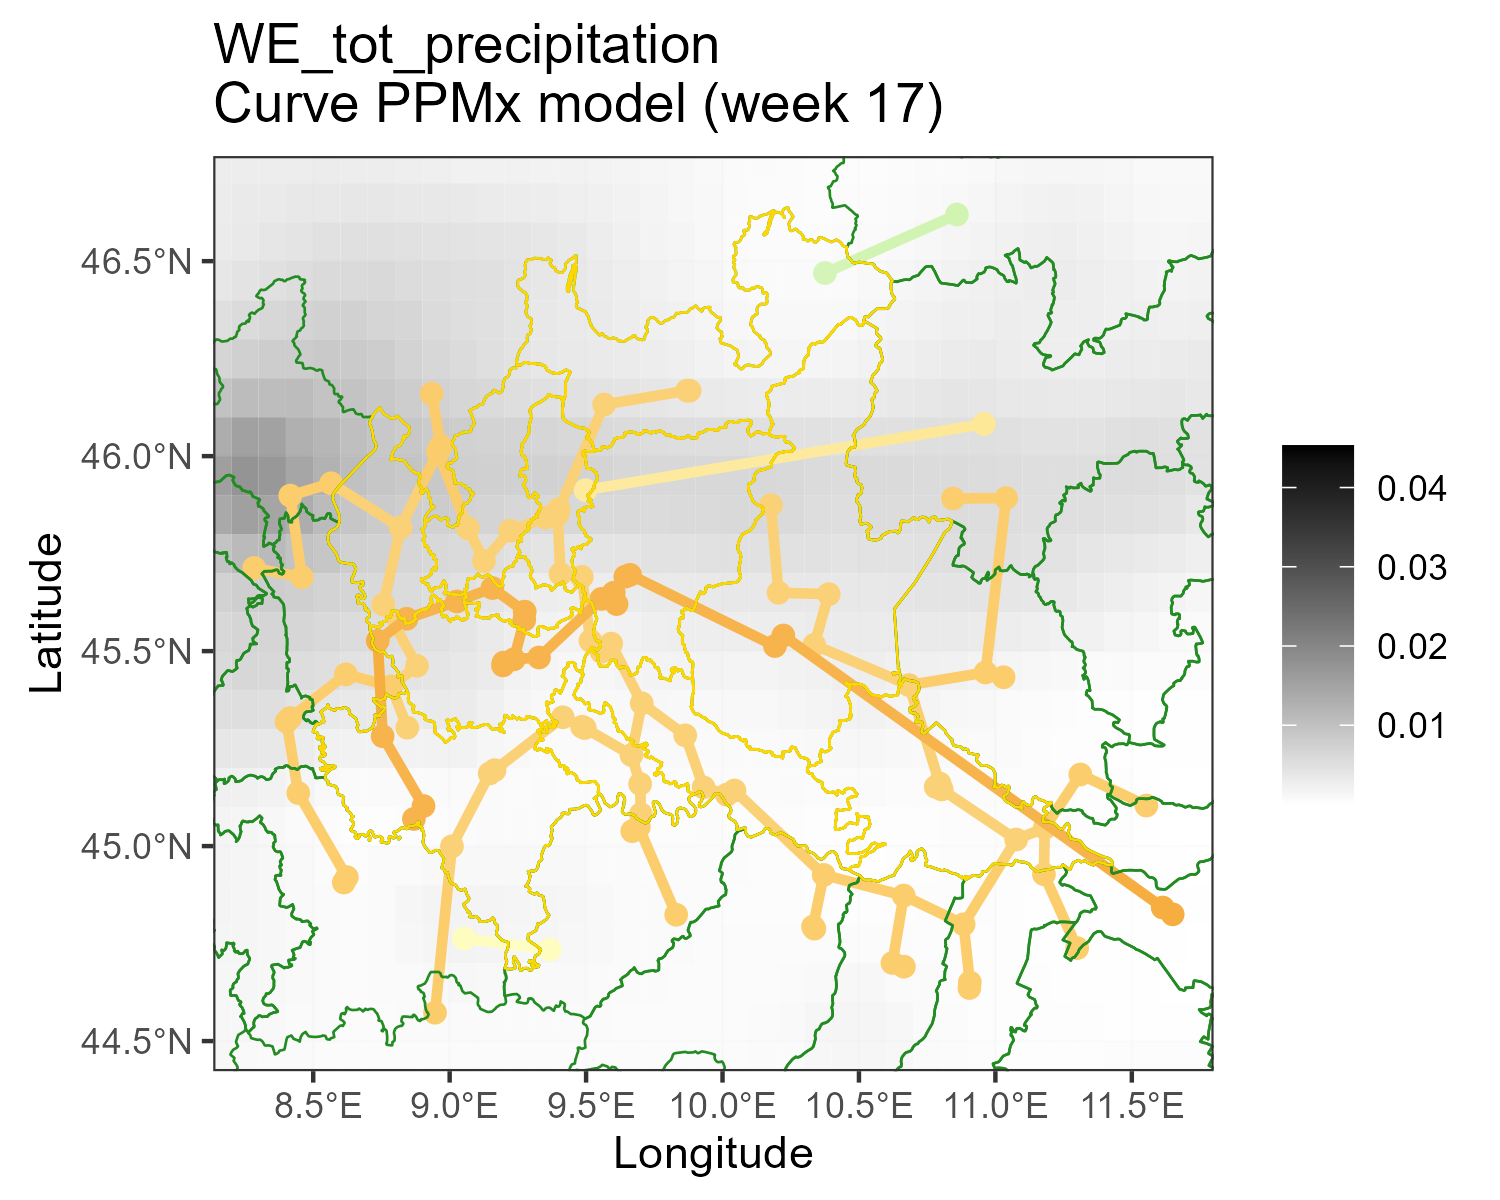 WE_tot_precipitation
Curve PPMx model (week 17)
46.5°N
46.0°N
45.5°N
45.0°N
44.5°N
Latitude
8.5°E 9.0°E 9.5°E 10.0°E 10.5°E 11.0°E 11.5°E
Longitude
0.04
0.03
0.02
0.01